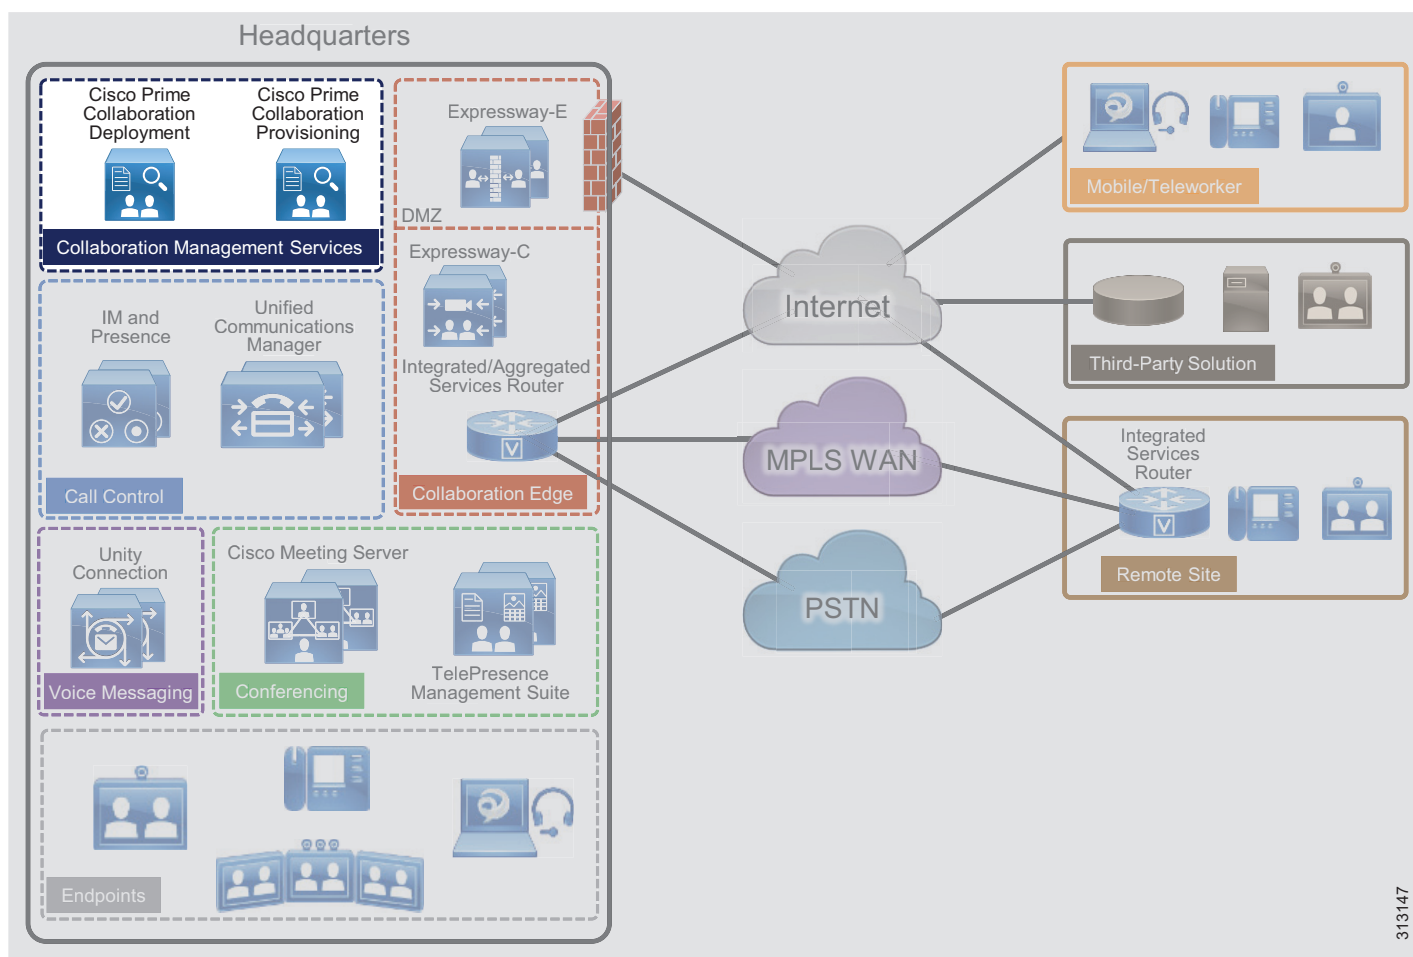 Headquarters
Cisco Prime
Collaboration
Deployment
Cisco Prime
Collaboration
Provisioning
Collaboration Management Services
Expressway-E
DMZ
Expressway-C
Integrated/Aggregated
Services Router
V
Collaboration Edge
IM and
Presence
Unified
Communications
Manager
Call Control
Unity
Connection
Voice Messaging
Cisco Meeting Server
Conferencing
TelePresence
Management Suite
Endpoints
Internet
MPLS WAN
PSTN
Mobile/Teleworker
Third-Party Solution
Integrated
Services
Router
V
Remote Site
313147